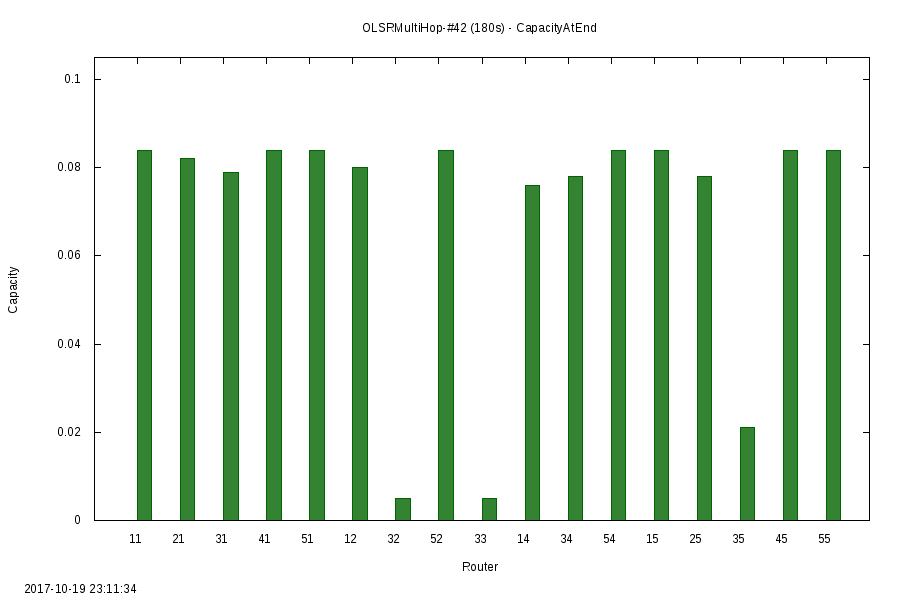 OLSRMultiHop-#42 (180s) - CapacityAtEnd
0.1
0.08
0.06
0.04
0.02
0
Capacity
11 21 31 41 51 12 32 52 33 14 34 54 15 25 35 45 55
Router
2017-10-19 23:11:34